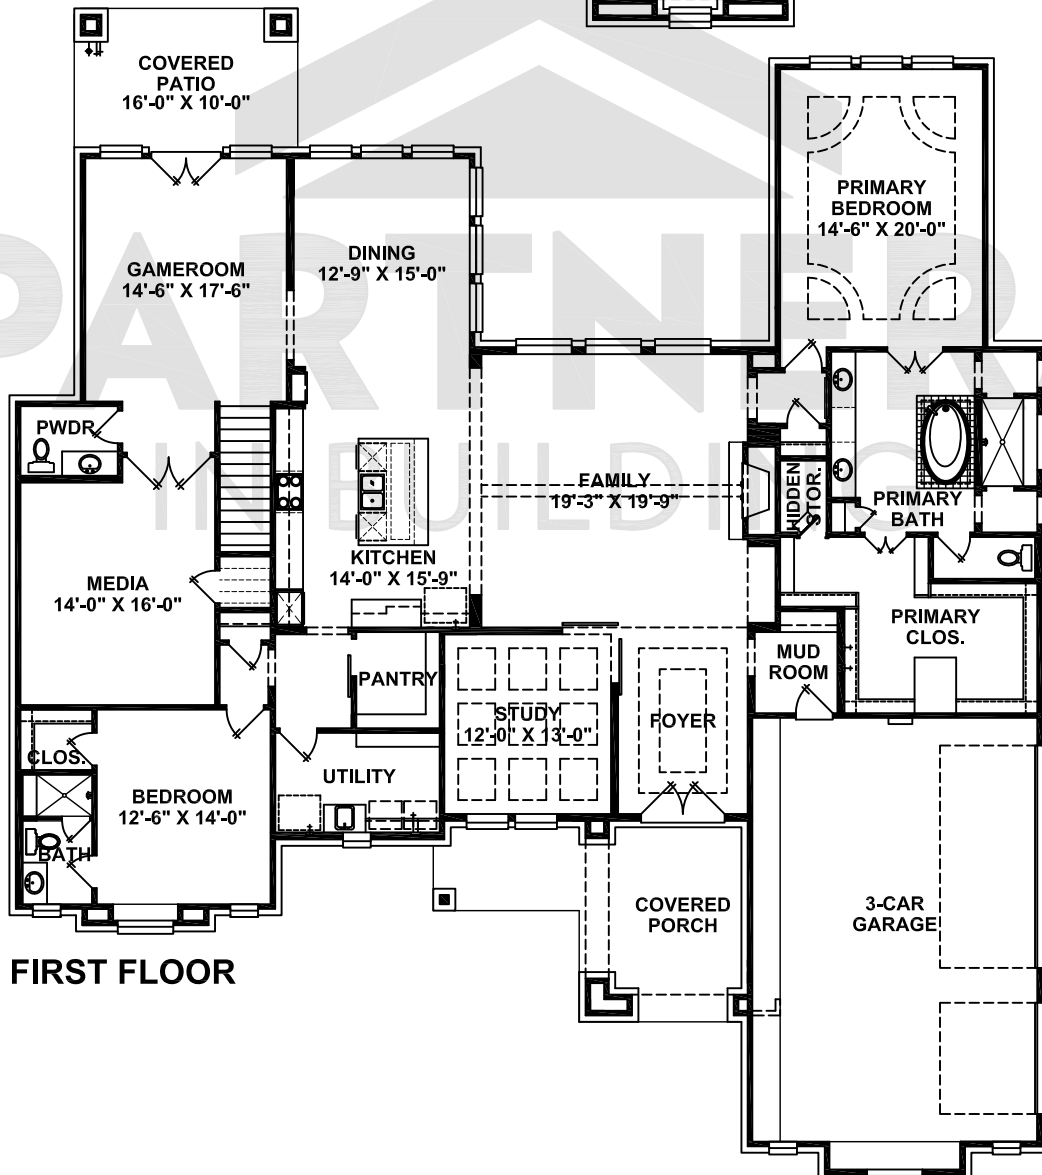 COVERED
PATIO
16'-0" X 10'-0"
PRIMARY
BEDROOM
14'-6" X 20'-0"
DINING
12'-9" X 15'-0"
GAMEROOM
14'-6" X 17'-6"
PARTNER
IN BUILDING
PWDR
FAMILY
19'-3" X 19'-9"
HIDDEN
STOR.
PRIMARY
BATH
KITCHEN
14'-0" X 15'-9"
MEDIA
14'-0" X 16'-0"
PRIMARY
CLOS.
MUD
ROOM
PANTRY
STUDY
12'-0" X 13'-0"
FOYER
CLOS.
UTILITY
BEDROOM
12'-6" X 14'-0"
BATH
COVERED
PORCH
3-CAR
GARAGE
FIRST FLOOR